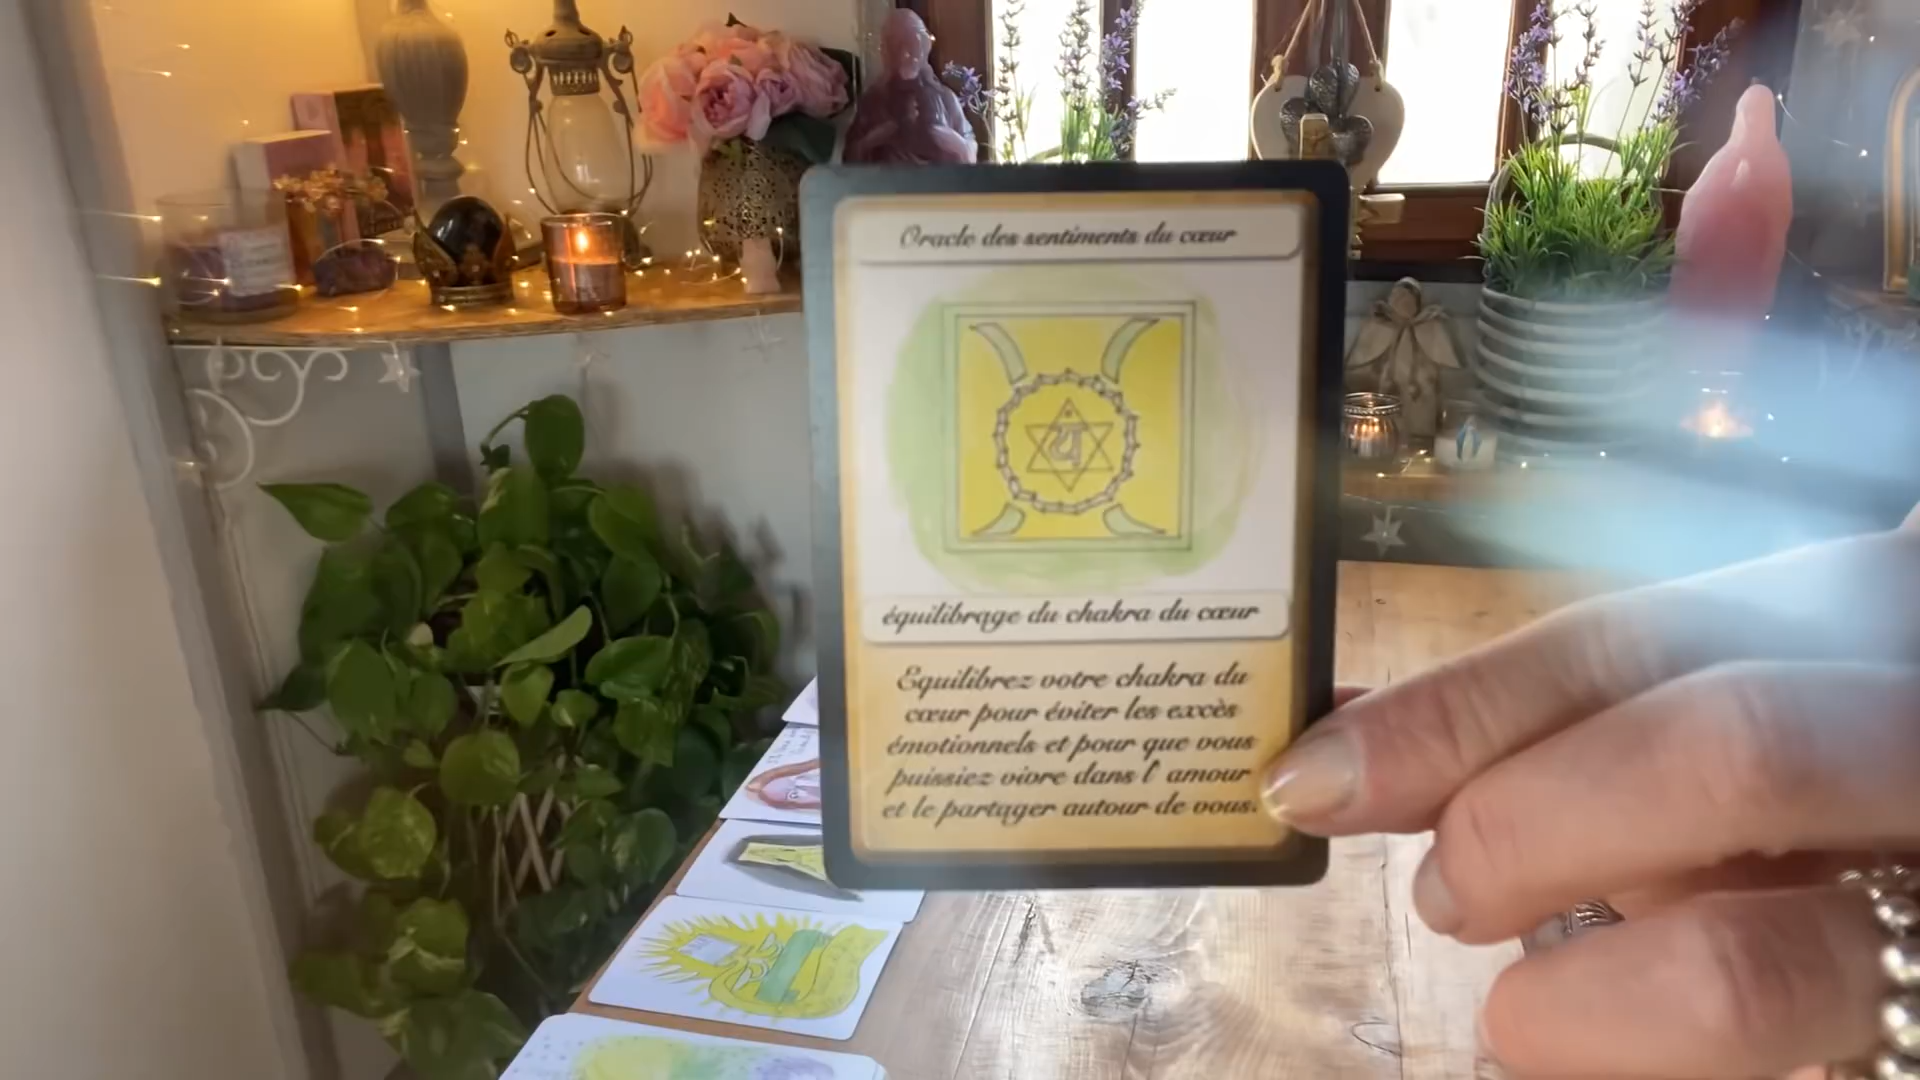 Oracle des sentiments du cœur
य
équilibrage du chakra du cœur
Equilibrez votre chakra du
cœur pour éviter les excès
émotionnels et pour que vous
puissiez vivre dans l'amour
et le partager autour de vous.